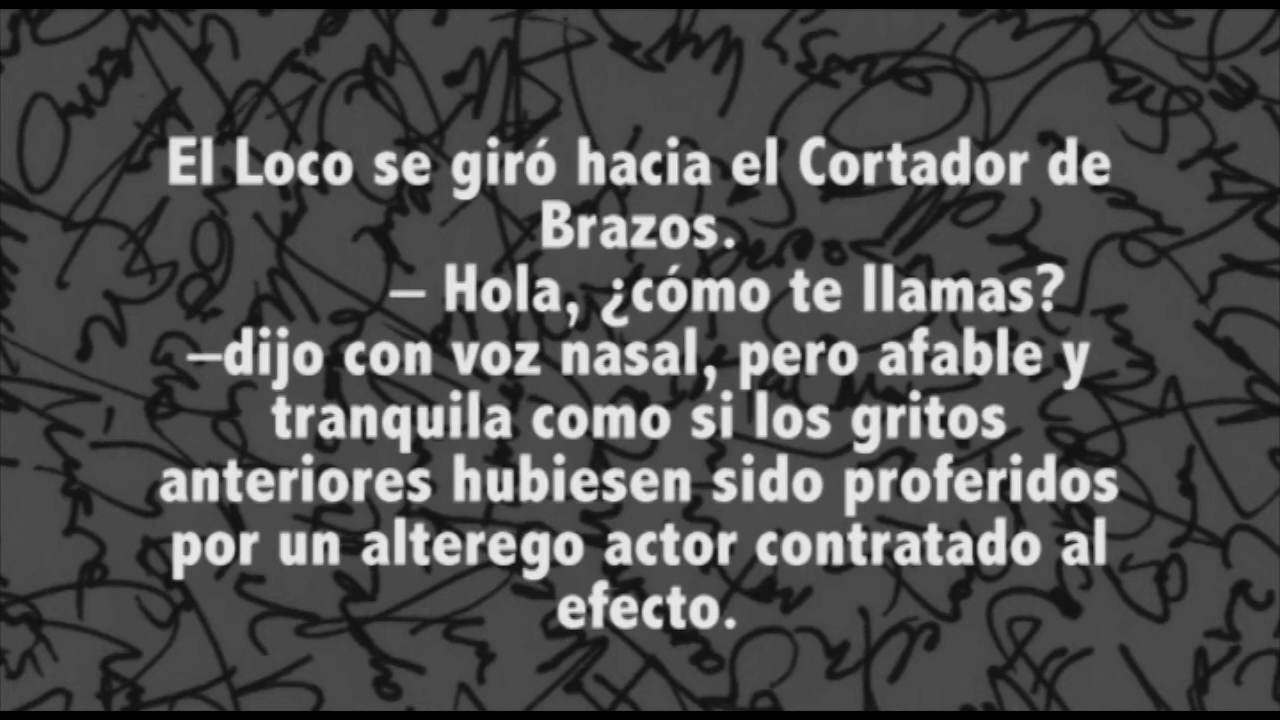 El Loco se giró hacia el Cortador de
Brazos.
– Hola, ¿cómo te llamas?
–dijo con voz nasal, pero afable y
tranquila como si los gritos
anteriores hubiesen sido proferidos
por un alterego actor contratado al
efecto.